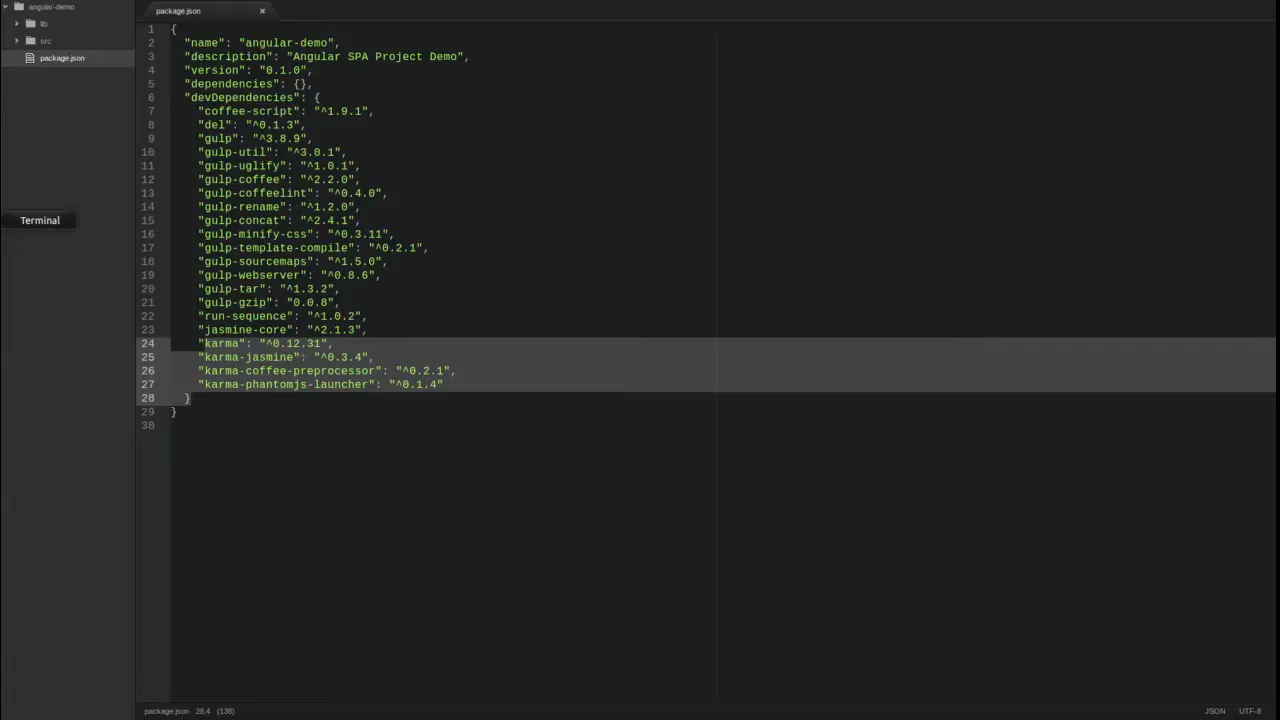 angular-demo
lib
src
package.json
Terminal
package.json ×
1 {
2 "name": "angular-demo",
3 "description": "Angular SPA Project Demo",
4 "version": "0.1.0",
5 "dependencies": {},
6 "devDependencies": {
7 "coffee-script": "^1.9.1",
8 "del": "^0.1.3",
9 "gulp": "^3.8.9",
10 "gulp-util": "^3.0.1",
11 "gulp-uglify": "^1.0.1",
12 "gulp-coffee": "^2.2.0",
13 "gulp-coffeelint": "^0.4.0",
14 "gulp-rename": "^1.2.0",
15 "gulp-concat": "^2.4.1",
16 "gulp-minify-css": "^0.3.11",
17 "gulp-template-compile": "^0.2.1",
18 "gulp-sourcemaps": "^1.5.0",
19 "gulp-webserver": "^0.8.6",
20 "gulp-tar": "^1.3.2",
21 "gulp-gzip": "0.0.8",
22 "run-sequence": "^1.0.2",
23 "jasmine-core": "^2.1.3",
24 "karma": "^0.12.31",
25 "karma-jasmine": "^0.3.4",
26 "karma-coffee-preprocessor": "^0.2.1",
27 "karma-phantomjs-launcher": "^0.1.4"
28 }
29 }
30
package.json 28,4 (138) JSON UTF-8